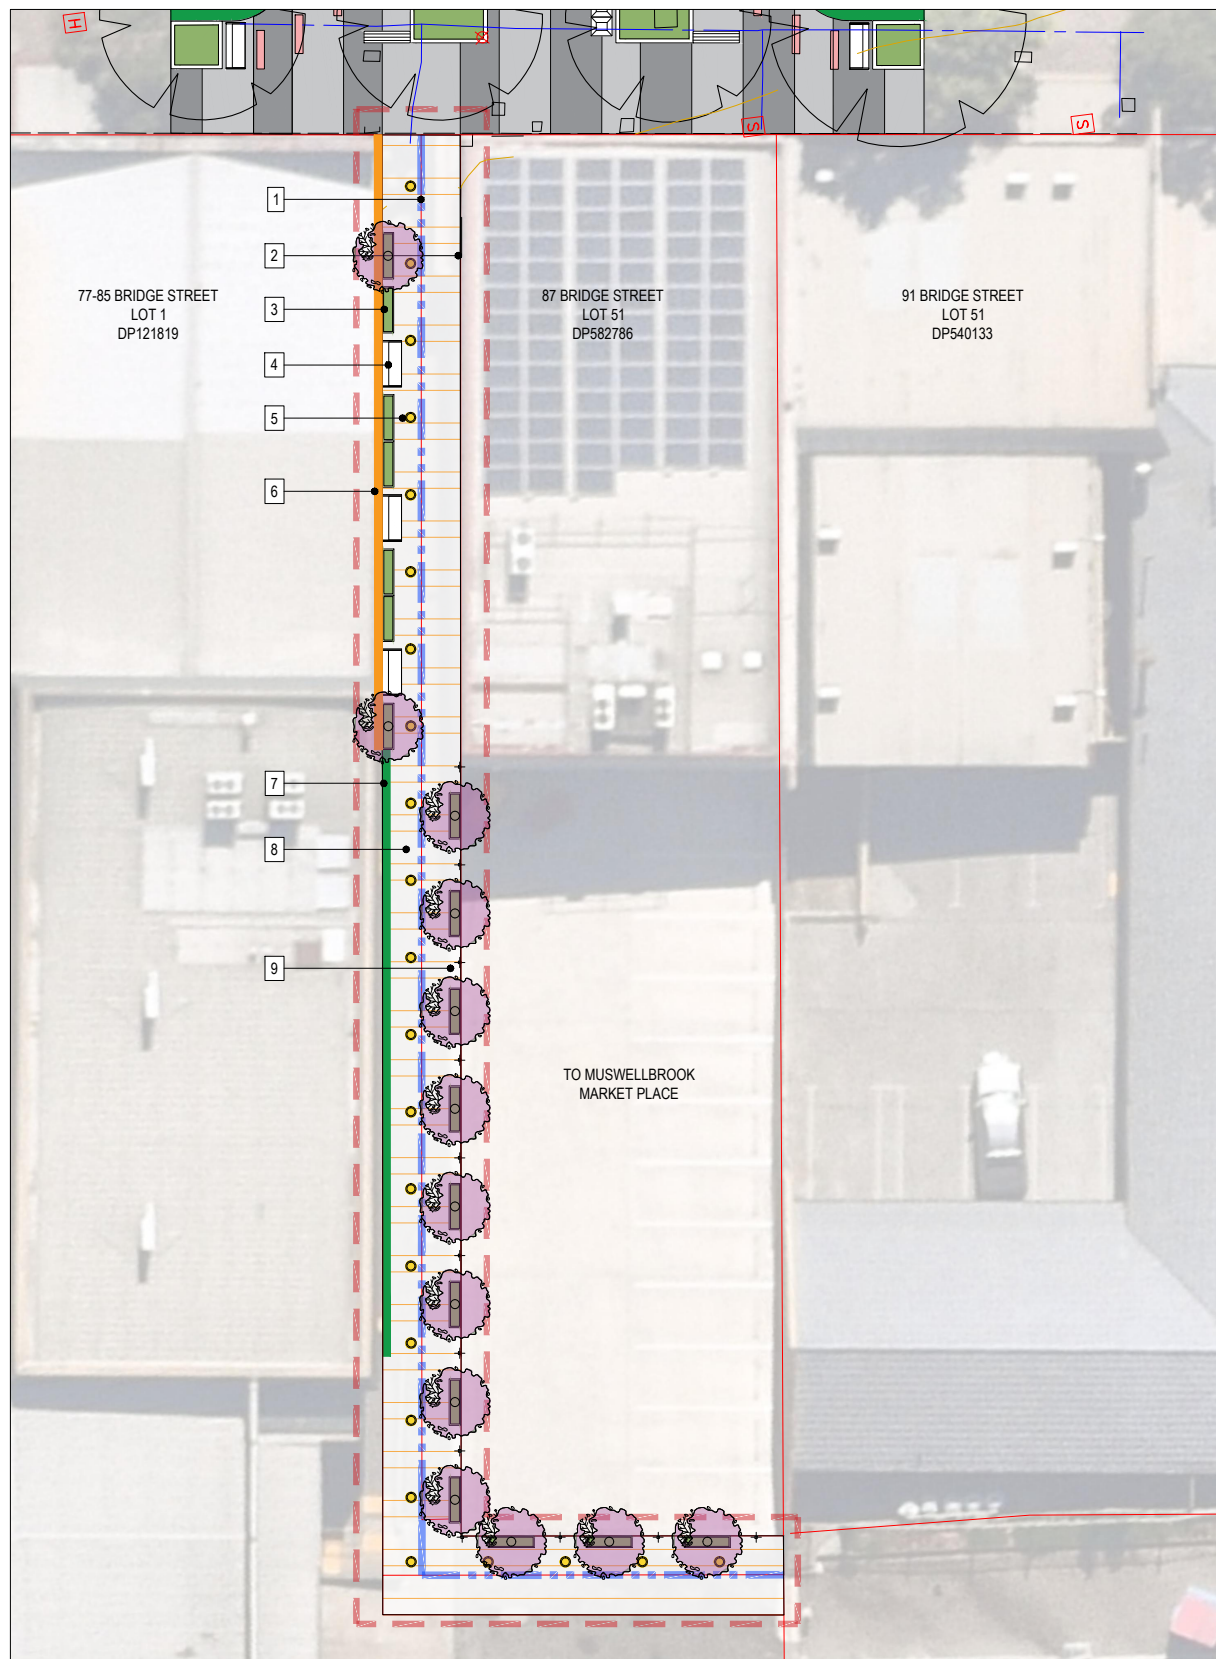 H
S
S
1
2
3
4
5
6
7
8
9
77-85 BRIDGE STREET
LOT 1
DP121819
87 BRIDGE STREET
LOT 51
DP582786
91 BRIDGE STREET
LOT 51
DP540133
TO MUSWELLBROOK
MARKET PLACE